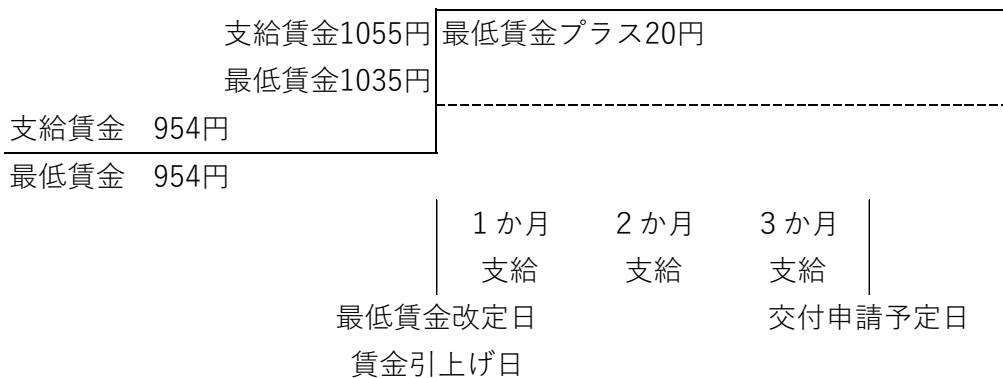 支給賃金1055円 最低賃金プラス20円
最低賃金1035円
支給賃金 954円
最低賃金 954円
1か月 2か月 3か月
支給 支給 支給
最低賃金改定日 交付申請予定日
賃金引上げ日